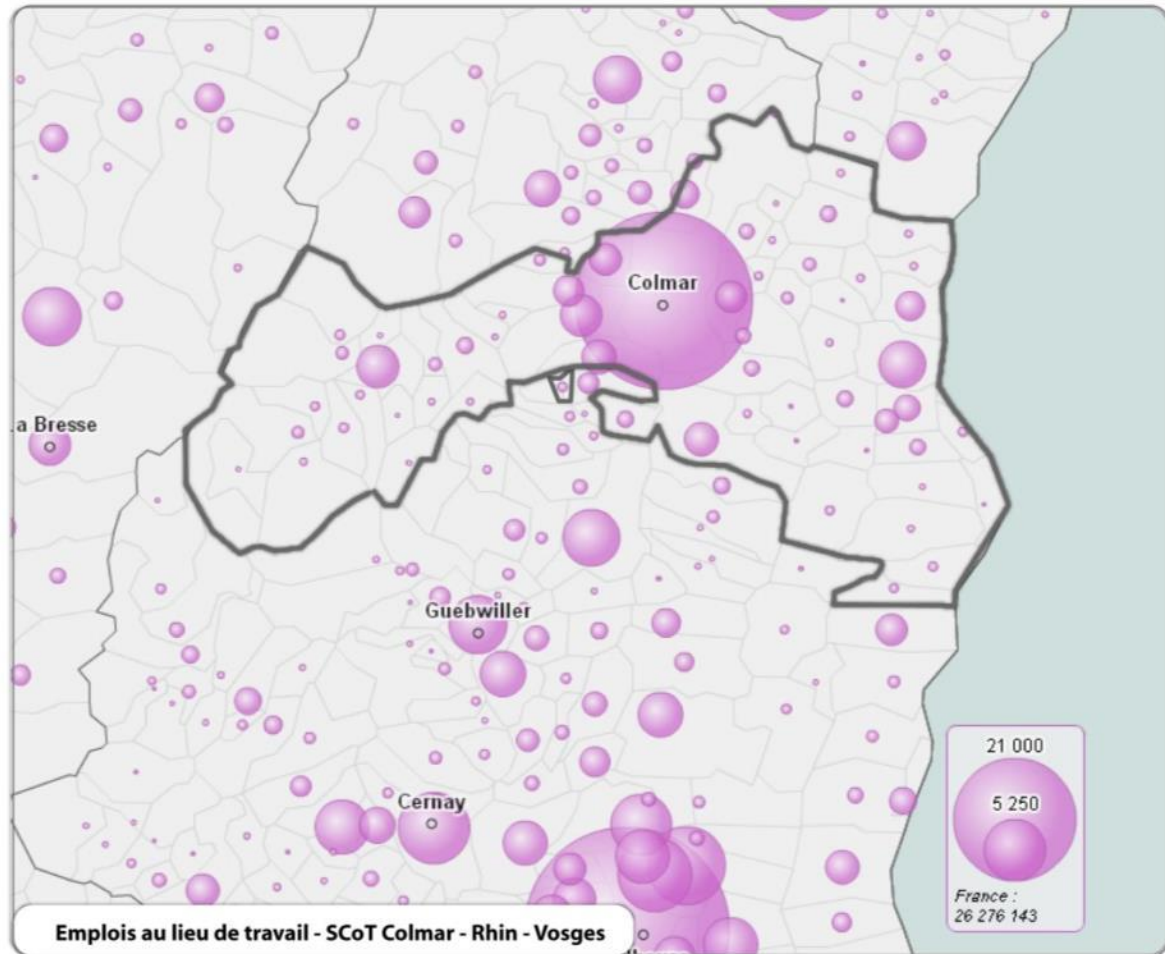 Colmar
a Bresse
Guebwiller
Cernay
21 000
5 250
France :
26 276 143
Emplois au lieu de travail - SCoT Colmar - Rhin - Vosges